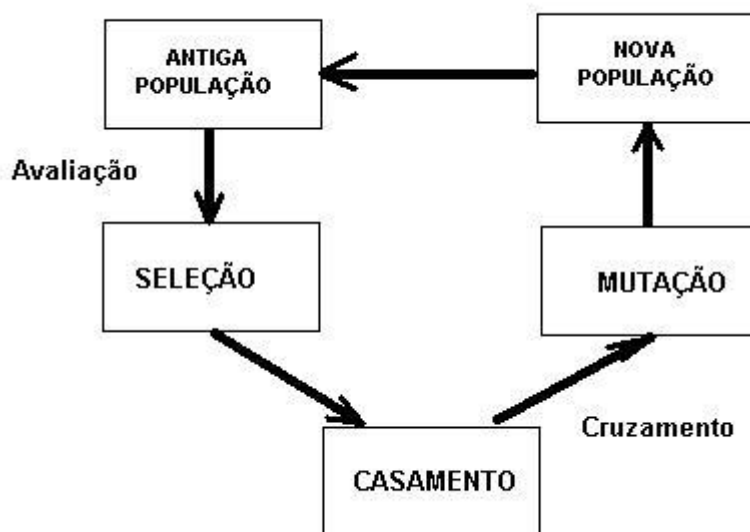 ANTIGA
POPULAÇÃO
NOVA
POPULAÇÃO
Avaliação
SELEÇÃO
MUTAÇÃO
Cruzamento
CASAMENTO